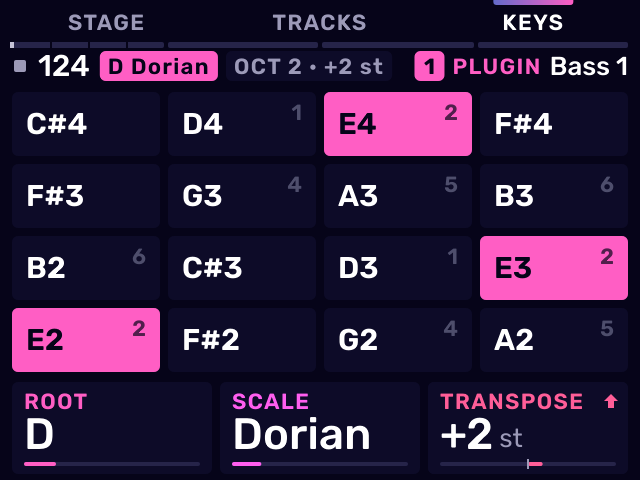 STAGE TRACKS KEYS
124 D Dorian OCT 2 • +2 st 1 PLUGIN Bass 1
C#4 D4 1 E4 2 F#4
F#3 G3 4 A3 5 B3 6
B2 6 C#3 D3 1 E3 2
E2 2 F#2 G2 4 A2 5
ROOT SCALE TRANSPOSE
D Dorian +2 st